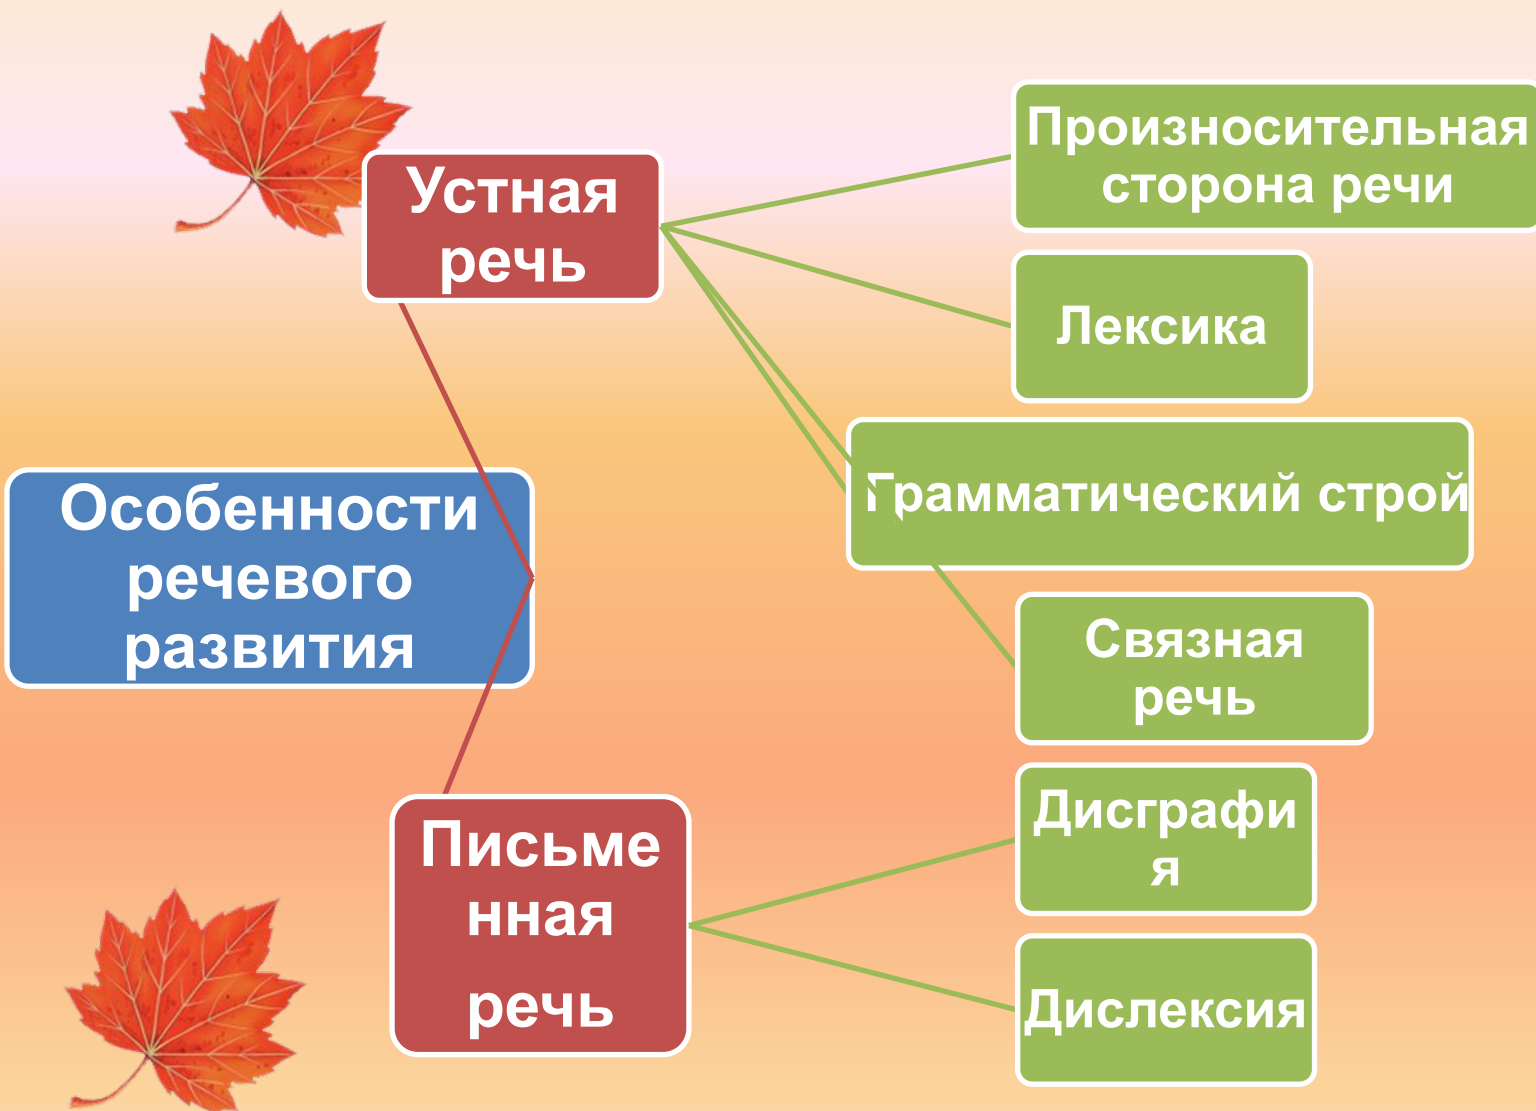 Устная
речь
Произносительная
сторона речи
Лексика
Грамматический строй
Особенности
речевого
развития
Связная
речь
Письме
нная
речь
Дисграфи
я
Дислексия